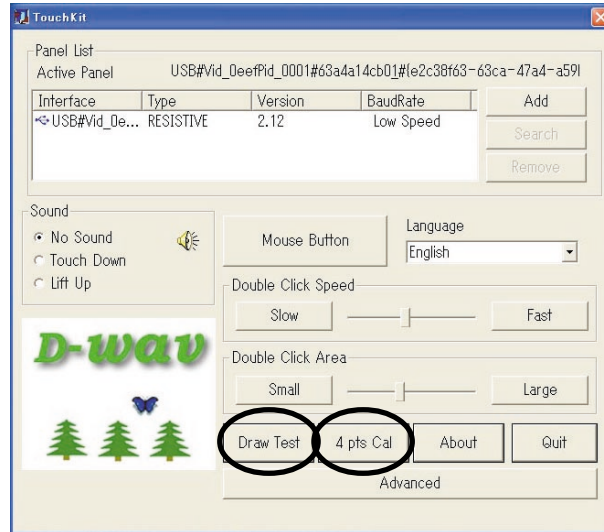 TouchKit
Panel List
Active Panel USB#Vid_0eefPid_0001#63a4a14cb01#{e2c38f63-63ca-47a4-a59
Interface Type Version BaudRate
USB#Vid_0e... RESISTIVE 2.12 Low Speed
Add
Search
Remove
Sound
No Sound
Touch Down
Lift Up
Mouse Button
Language
English
Double Click Speed
Slow Fast
Double Click Area
Small Large
D-wav
Draw Test 4 pts Cal About Quit
Advanced